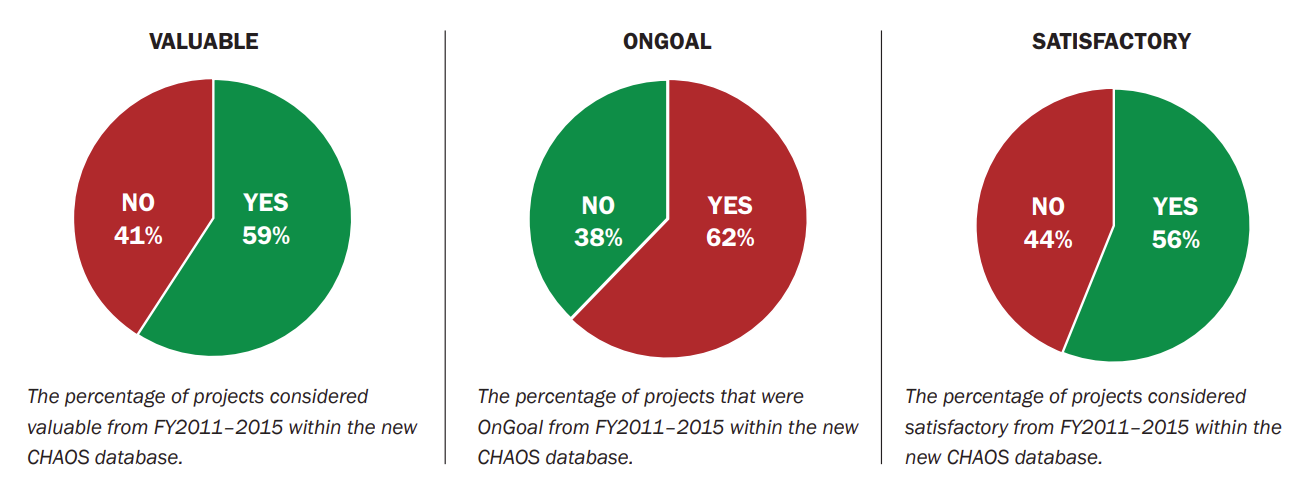 VALUABLE
NO
41%
YES
59%
The percentage of projects considered
valuable from FY2011–2015 within the new
CHAOS database.
ONGOAL
NO
38%
YES
62%
The percentage of projects that were
OnGoal from FY2011–2015 within the new
CHAOS database.
SATISFACTORY
NO
44%
YES
56%
The percentage of projects considered
satisfactory from FY2011–2015 within the
new CHAOS database.